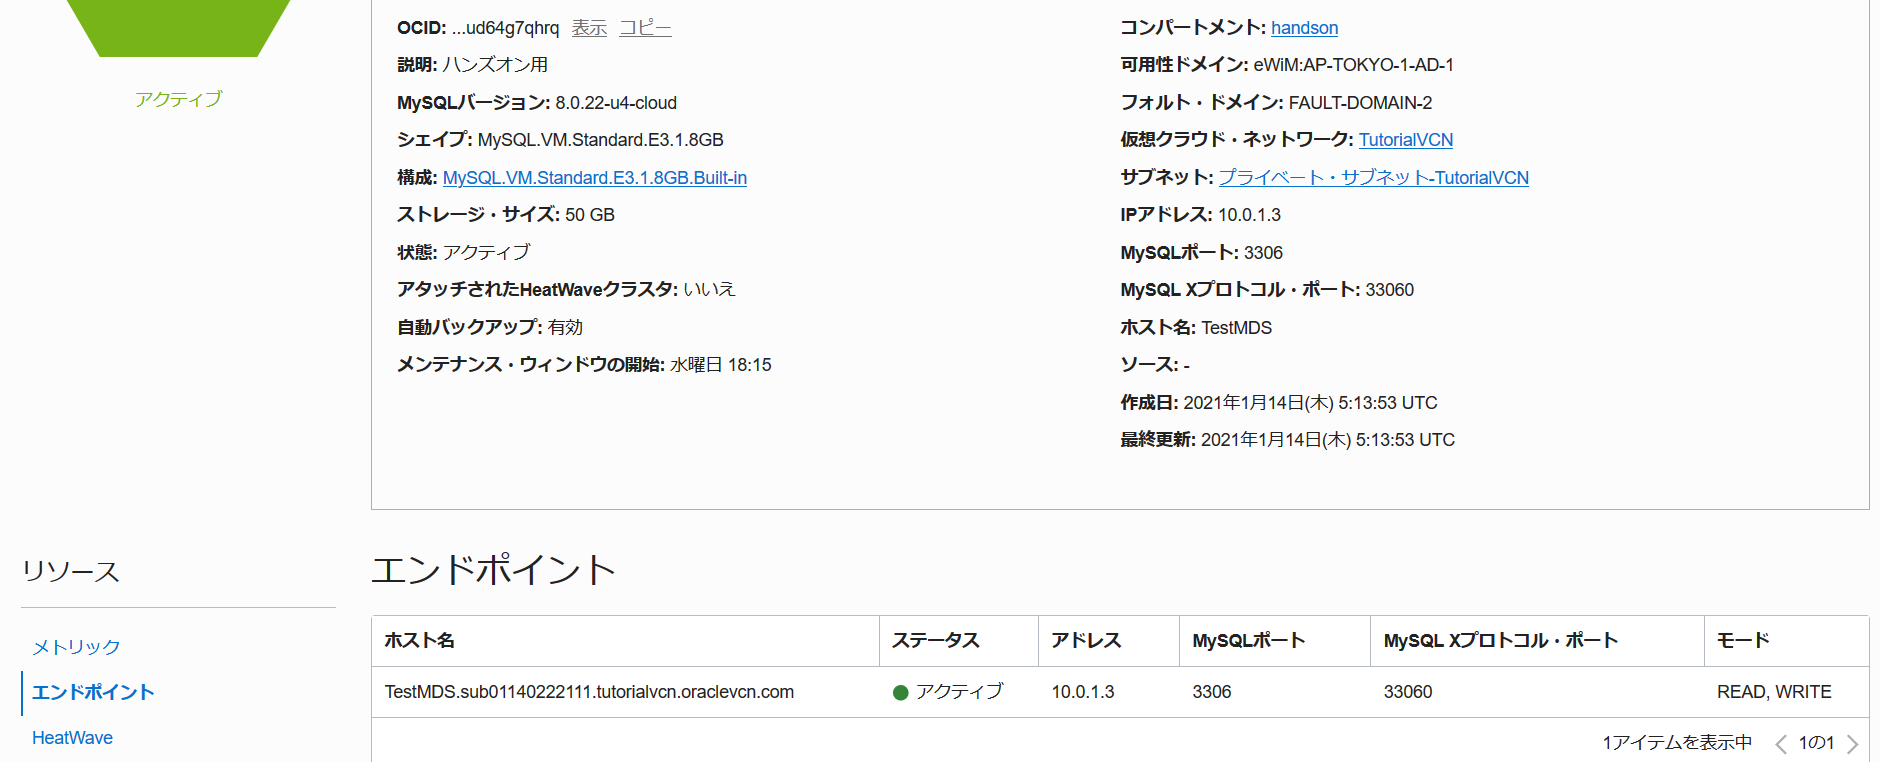 アクティブ
OCID: ...ud64g7qhrq 表示 コピー
説明: ハンズオン用
MySQLバージョン: 8.0.22-u4-cloud
シェイプ: MySQL.VM.Standard.E3.1.8GB
構成: MySQL.VM.Standard.E3.1.8GB.Built-in
ストレージ・サイズ: 50 GB
状態: アクティブ
アタッチされたHeatWaveクラスタ: いいえ
自動バックアップ: 有効
メンテナンス・ウィンドウの開始: 水曜日 18:15
コンパートメント: handson
可用性ドメイン: eWiM:AP-TOKYO-1-AD-1
フォルト・ドメイン: FAULT-DOMAIN-2
仮想クラウド・ネットワーク: TutorialVCN
サブネット: プライベート・サブネット-TutorialVCN
IPアドレス: 10.0.1.3
MySQLポート: 3306
MySQL Xプロトコル・ポート: 33060
ホスト名: TestMDS
ソース: -
作成日: 2021年1月14日(木) 5:13:53 UTC
最終更新: 2021年1月14日(木) 5:13:53 UTC
リソース
メトリック
エンドポイント
HeatWave
エンドポイント
ホスト名 ステータス アドレス MySQLポート MySQL Xプロトコル・ポート モード
TestMDS.sub01140222111.tutorialvcn.oraclevcn.com アクティブ 10.0.1.3 3306 33060 READ, WRITE
1アイテムを表示中 1の1